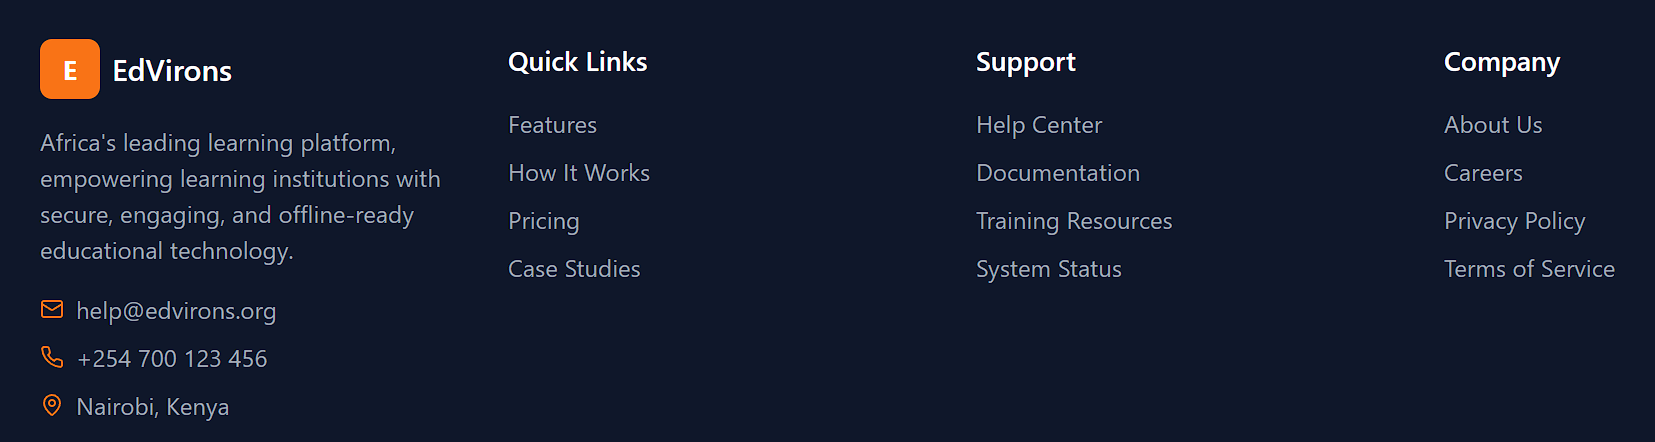 E
EdVirons
Africa's leading learning platform,
empowering learning institutions with
secure, engaging, and offline-ready
educational technology.
help@edvirons.org
+254 700 123 456
Nairobi, Kenya
Quick Links
Features
How It Works
Pricing
Case Studies
Support
Help Center
Documentation
Training Resources
System Status
Company
About Us
Careers
Privacy Policy
Terms of Service